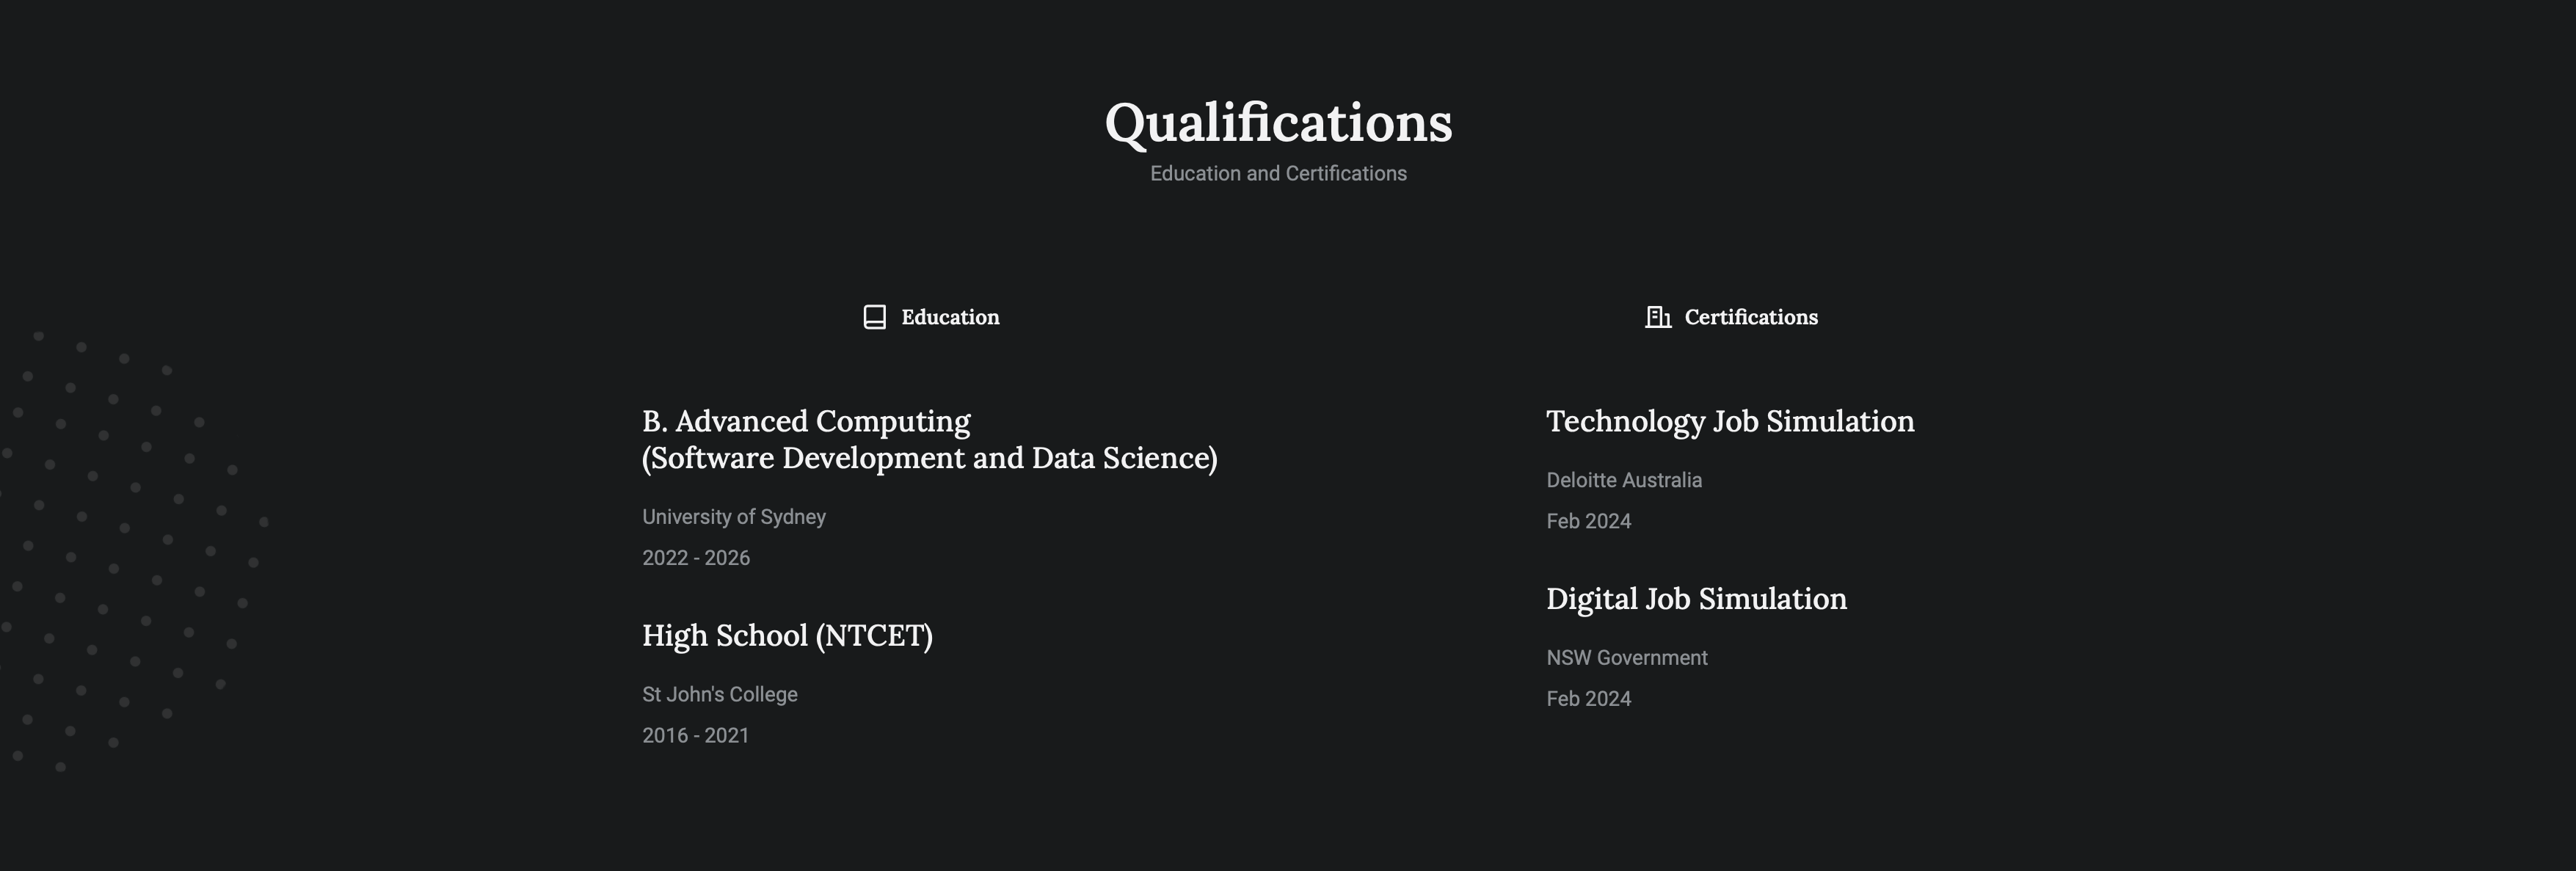 Qualifications
Education and Certifications
Education
B. Advanced Computing
(Software Development and Data Science)
University of Sydney
2022 - 2026
High School (NTCET)
St John's College
2016 - 2021
Certifications
Technology Job Simulation
Deloitte Australia
Feb 2024
Digital Job Simulation
NSW Government
Feb 2024